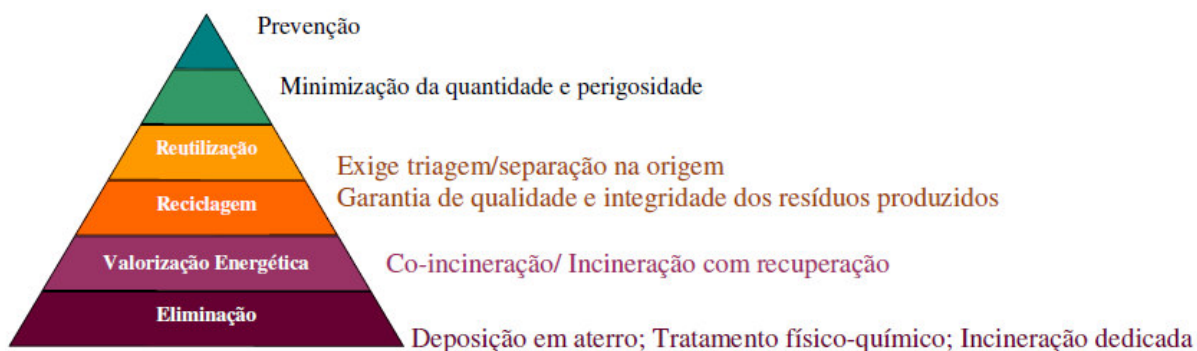 Prevenção
Minimização da quantidade e perigosidade
Reutilização
Exige triagem/separação na origem
Reciclagem
Garantia de qualidade e integridade dos resíduos produzidos
Valorização Energética
Co-incineração/ Incineração com recuperação
Eliminação
Deposição em aterro; Tratamento físico-químico; Incineração dedicada